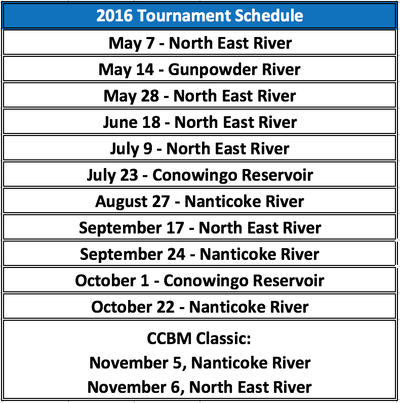 2016 Tournament Schedule
May 7 - North East River
May 14 - Gunpowder River
May 28 - North East River
June 18 - North East River
July 9 - North East River
July 23 - Conowingo Reservoir
August 27 - Nanticoke River
September 17 - North East River
September 24 - Nanticoke River
October 1 - Conowingo Reservoir
October 22 - Nanticoke River
CCBM Classic:
November 5, Nanticoke River
November 6, North East River